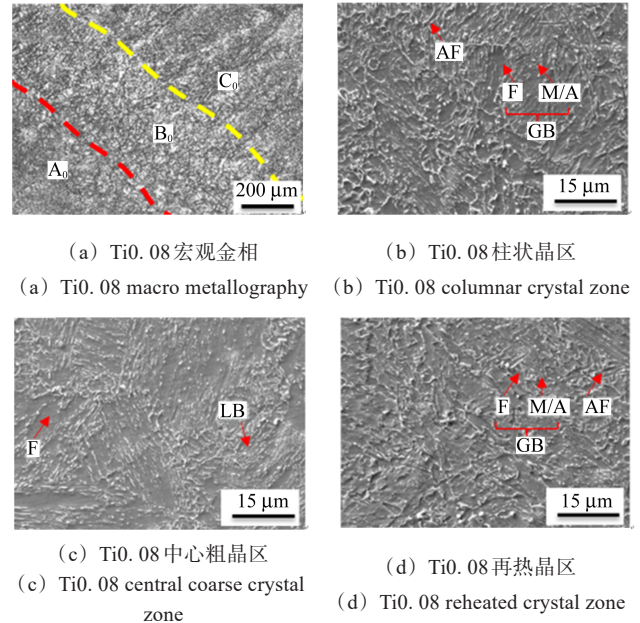 C₀
B₀
A₀
200 μm
AF
F
M/A
GB
15 μm
(a) Ti0. 08宏观金相
(a) Ti0. 08 macro metallography
(b) Ti0. 08柱状晶区
(b) Ti0. 08 columnar crystal zone
LB
F
15 μm
F
M/A
AF
GB
15 μm
(c) Ti0. 08中心粗晶区
(c) Ti0. 08 central coarse crystal
zone
(d) Ti0. 08再热晶区
(d) Ti0. 08 reheated crystal zone